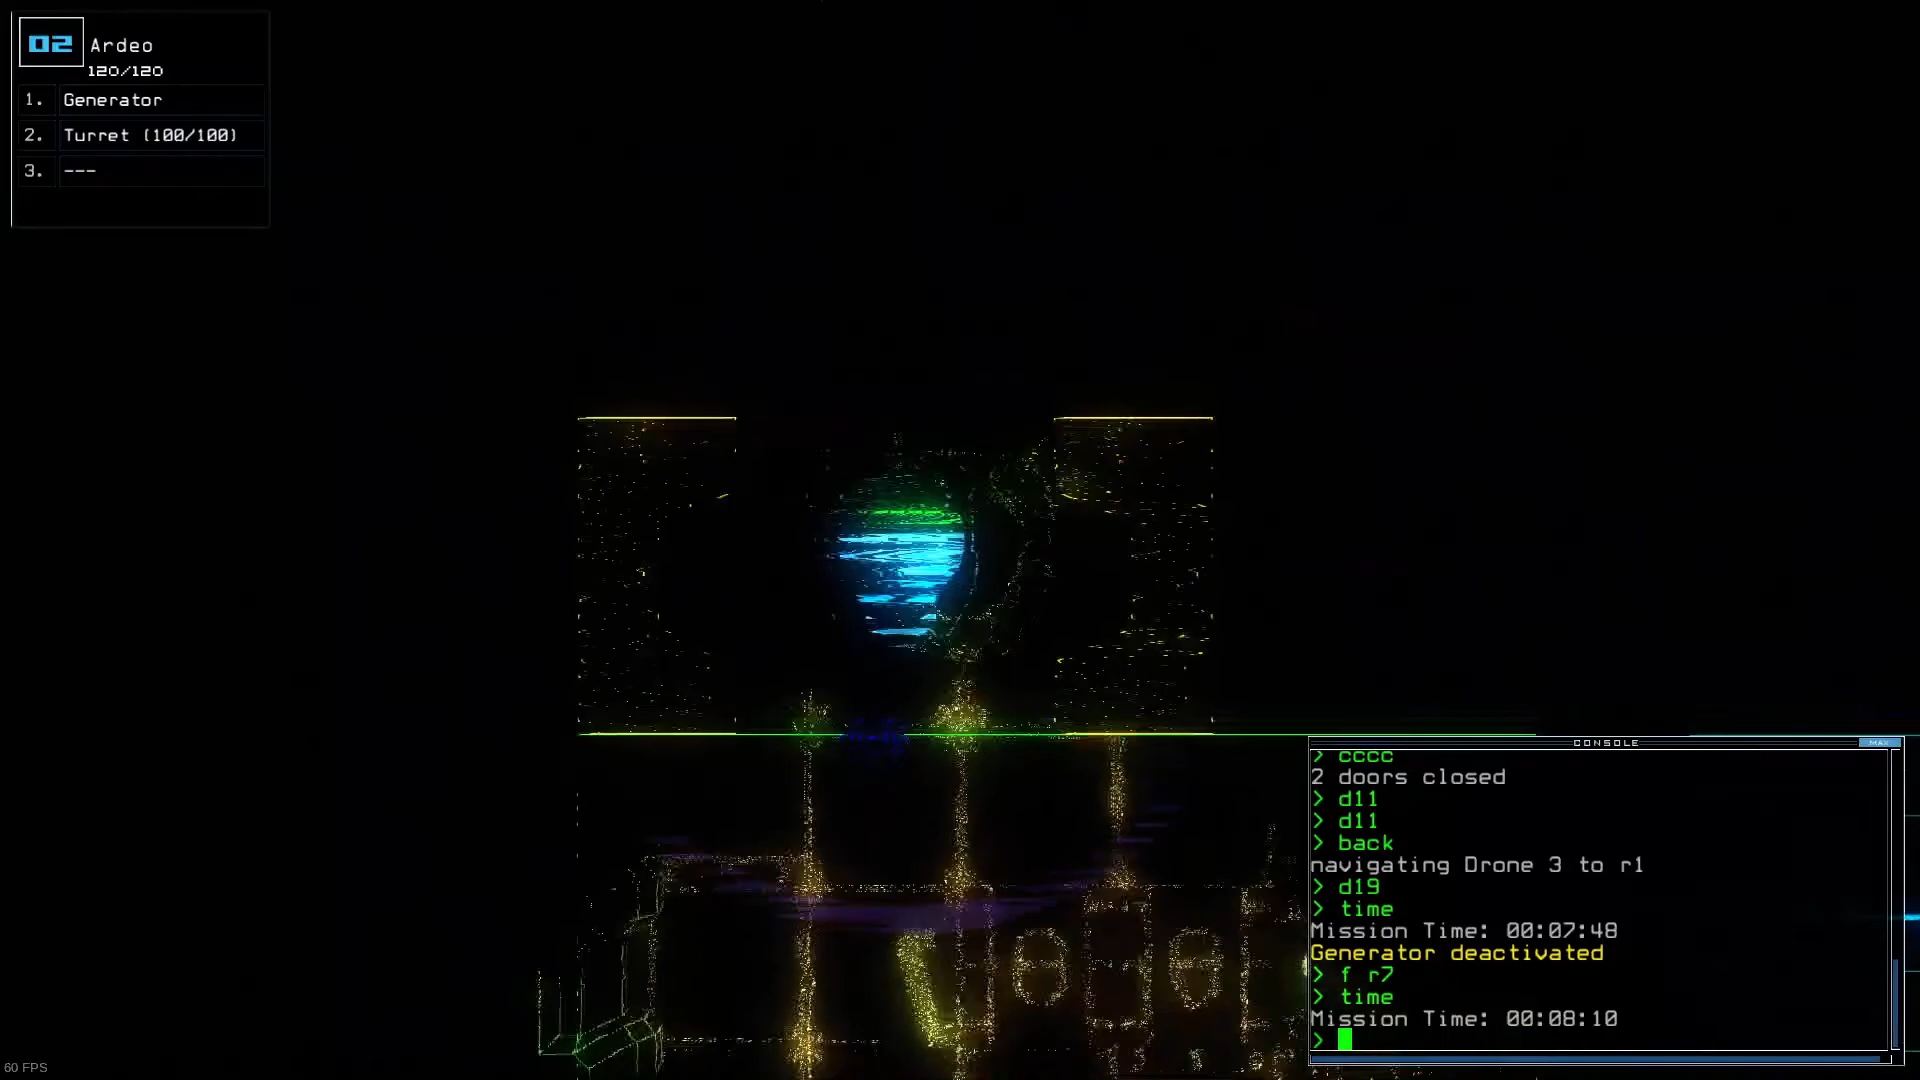 02 Ardeo
120/120
1. Generator
2. Turret (100/100)
3. ---
CONSOLE
MAX
> cccc
2 doors closed
> d11
> d11
> back
navigating Drone 3 to r1
> d19
> time
Mission Time: 00:07:48
Generator deactivated
> f r7
> time
Mission Time: 00:08:10
>
60 FPS